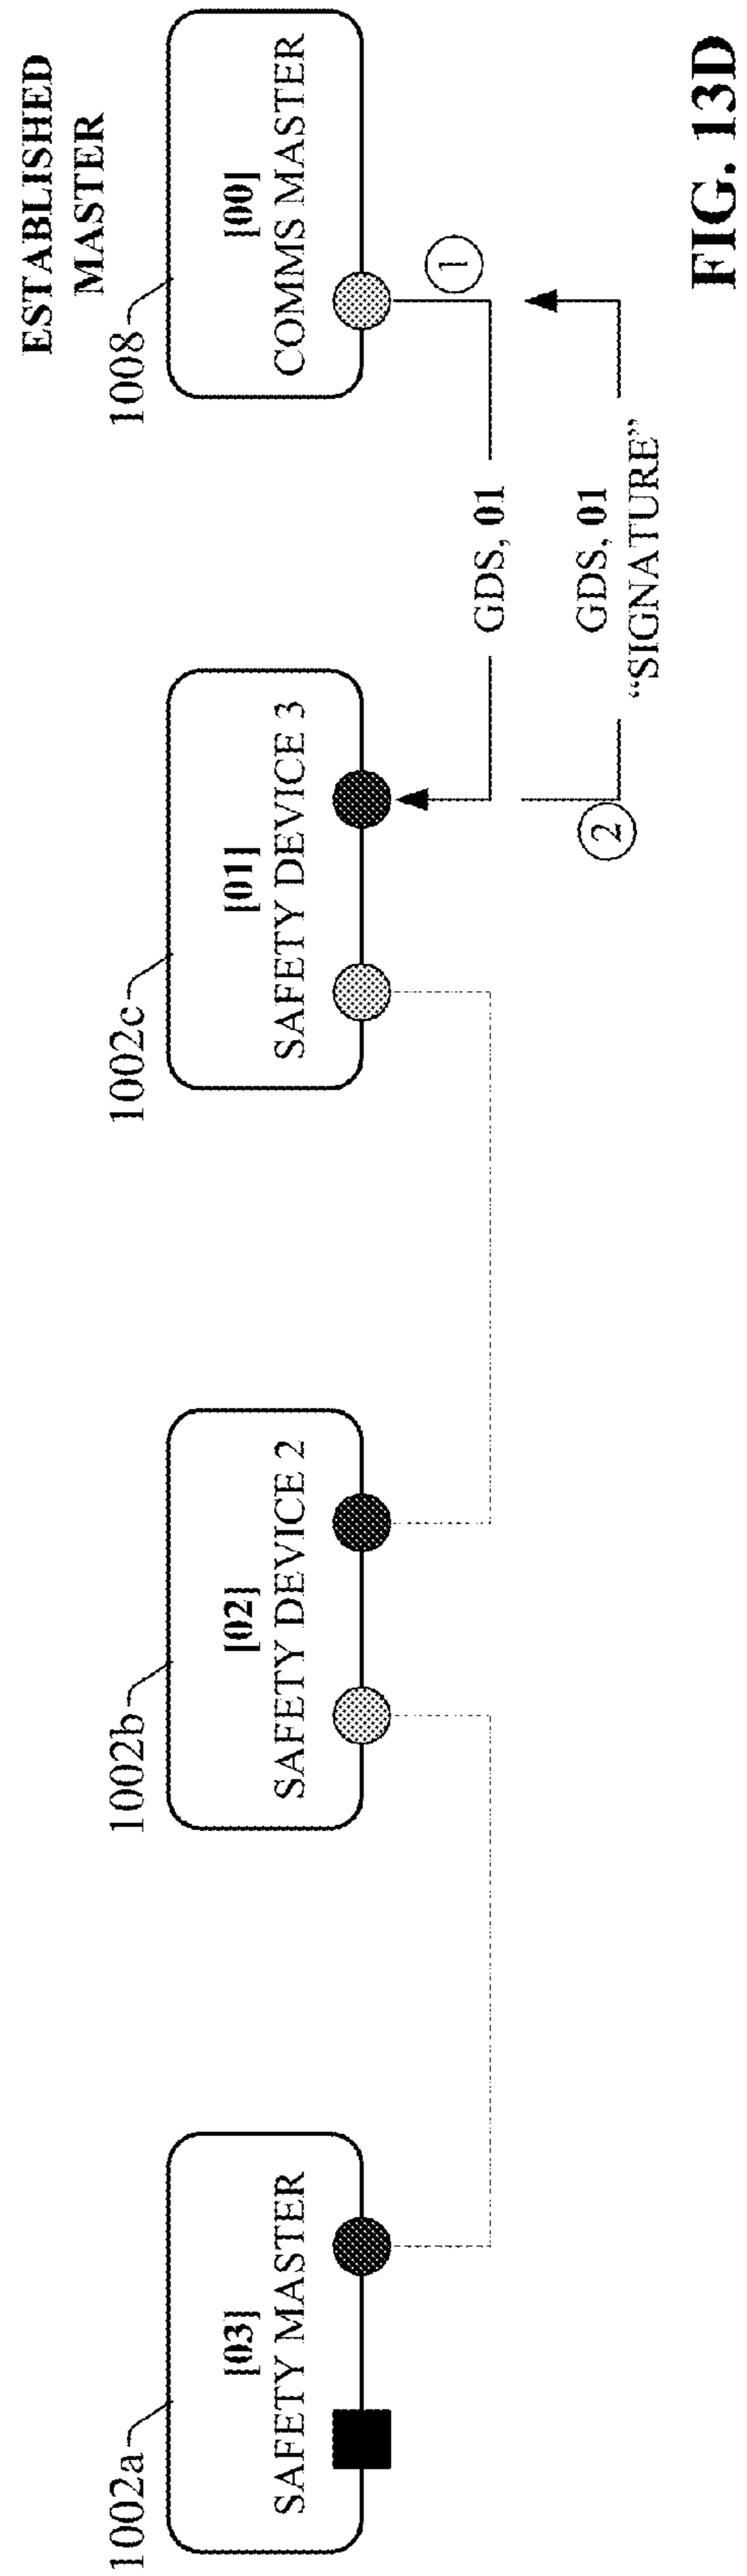 ESTABLISHED
MASTER
1002a
[03]
SAFETY MASTER
1002b
[02]
SAFETY DEVICE 2
1002c
[01]
SAFETY DEVICE 3
1008
[00]
COMMS MASTER
1
GDS, 01
2
GDS, 01
“SIGNATURE”
FIG. 13D